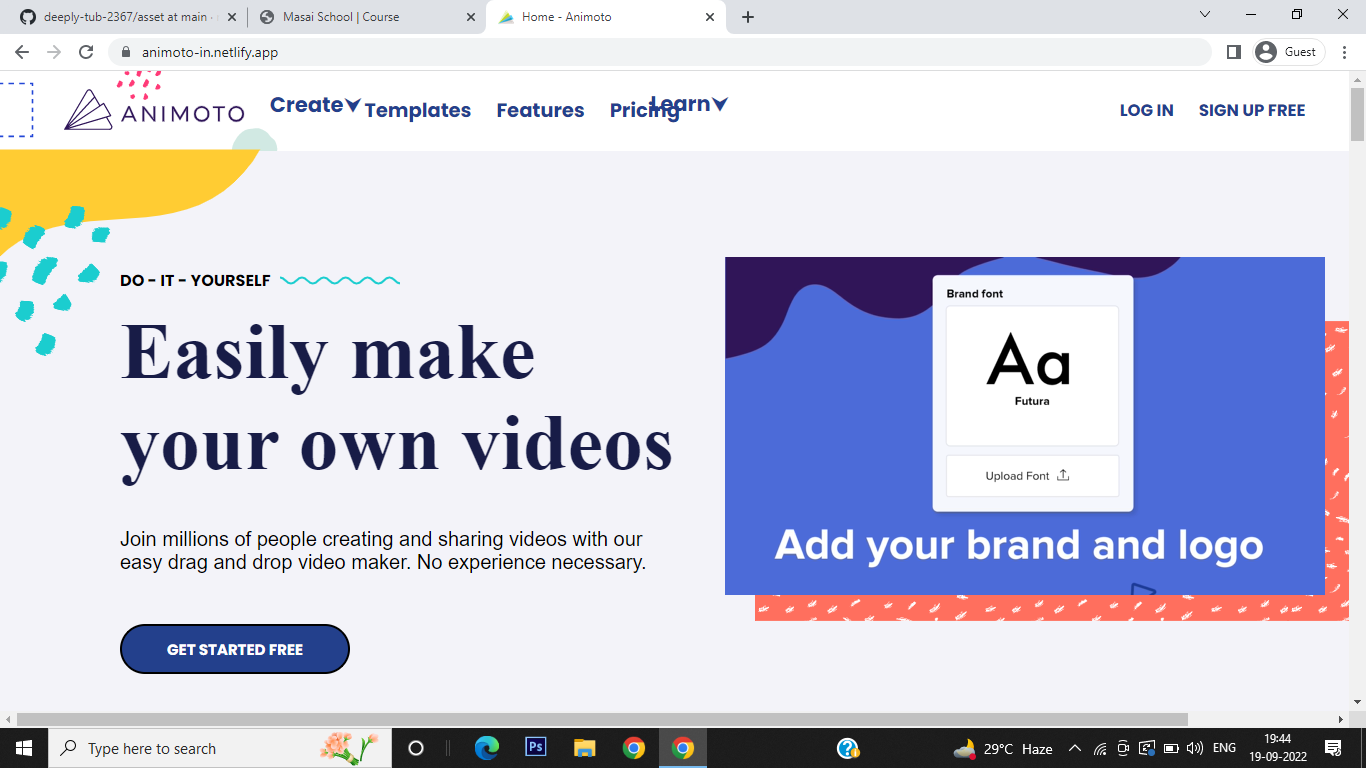 deeply-tub-2367/asset at main ·
Masai School | Course
Home - Animoto
animoto-in.netlify.app
Guest
ANIMOTO
Create
Templates
Features
Pricing
Learn
LOG IN
SIGN UP FREE
DO - IT - YOURSELF
Easily make
your own videos
Join millions of people creating and sharing videos with our
easy drag and drop video maker. No experience necessary.
GET STARTED FREE
Brand font
Aa
Futura
Upload Font
Add your brand and logo
Type here to search
Ps
29°C Haze
ENG
19:44
19-09-2022